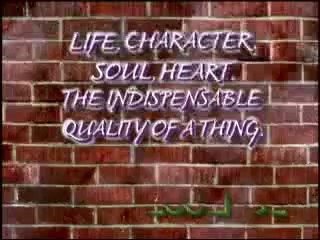 LIFE, CHARACTER,
SOUL, HEART.
THE INDISPENSABLE
QUALITY OF A THING.